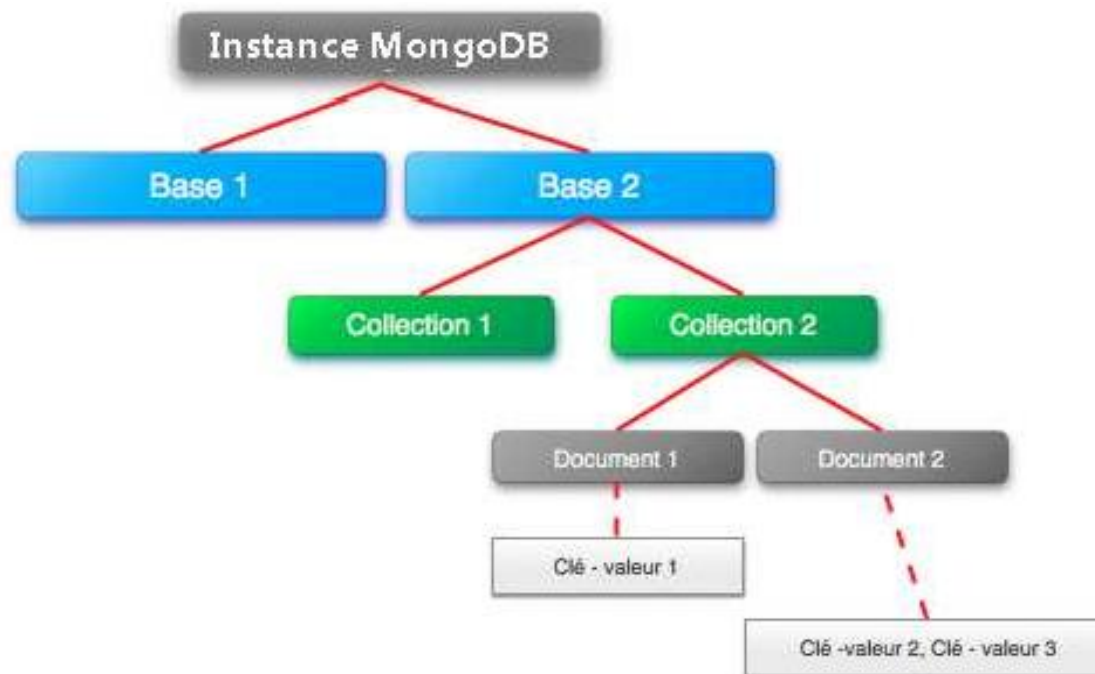 Instance MongoDB
Base 1
Base 2
Collection 1
Collection 2
Document 1
Document 2
Clé - valeur 1
Clé -valeur 2, Clé - valeur 3